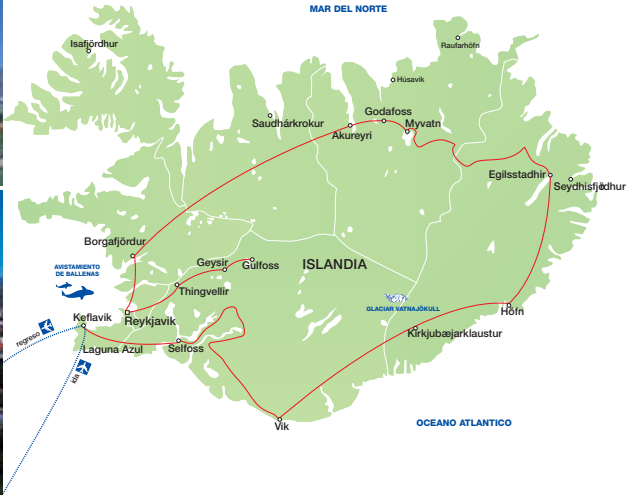 MAR DEL NORTE
Isafjördhur
Raufarhöfn
Húsavik
Saudhárkrokur
Godafoss
Akureyri
Myvatn
Egilsstadhir
Seydhisfjødhur
Borgafjördur
AVISTAMIENTO
DE BALLENAS
Geysir
Gulfoss
ISLANDIA
Thingvellir
GLACIAR VATNAJÖKULL
Höfn
Keflavik
Reykjavik
Kirkjubæjarklaustur
regreso
Laguna Azul
Selfoss
ida
Vik
OCEANO ATLANTICO